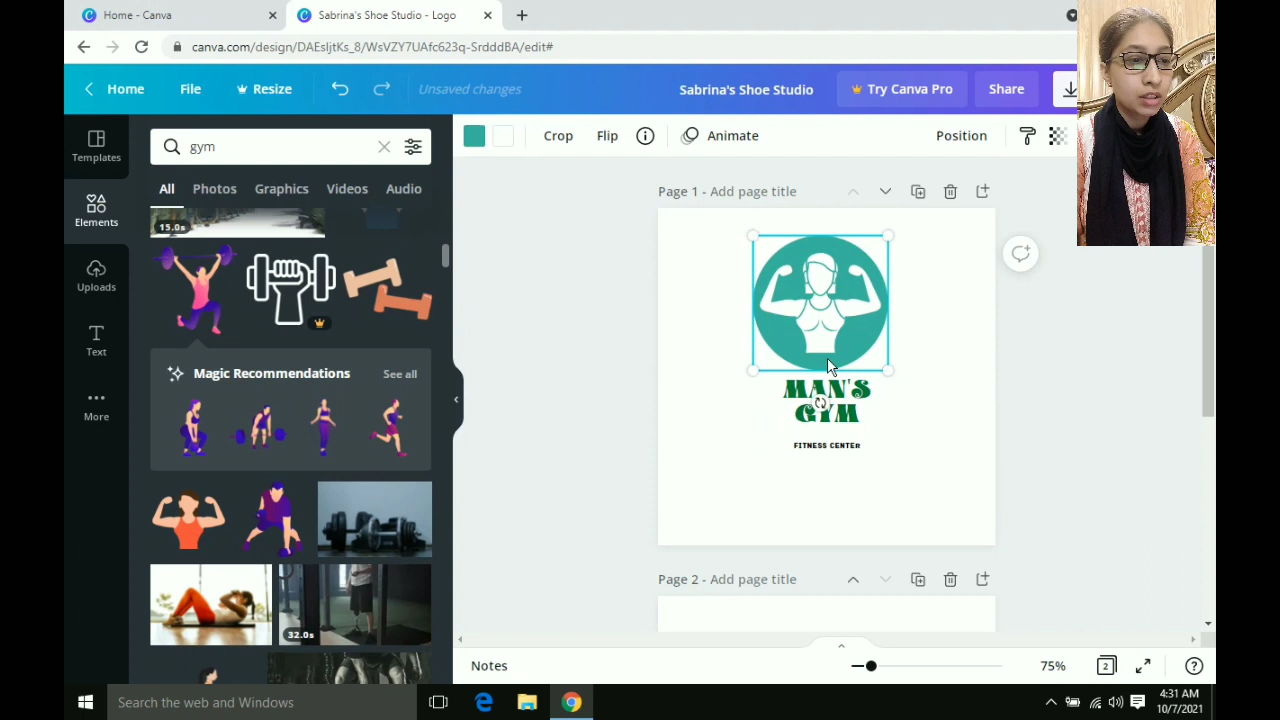 Home - Canva
Sabrina's Shoe Studio - Logo
canva.com/design/DAEsljtKs_8/WsVZY7UAfc623q-SrdddBA/edit#
Home
File
Resize
Unsaved changes
Sabrina's Shoe Studio
Try Canva Pro
Share
Templates
Elements
Uploads
Text
More
gym
All
Photos
Graphics
Videos
Audio
15.0s
Magic Recommendations
See all
32.0s
Crop
Flip
Animate
Position
Page 1 - Add page title
MAN'S
GYM
FITNESS CENTER
Page 2 - Add page title
Notes
75%
2
Search the web and Windows
4:31 AM
10/7/2021